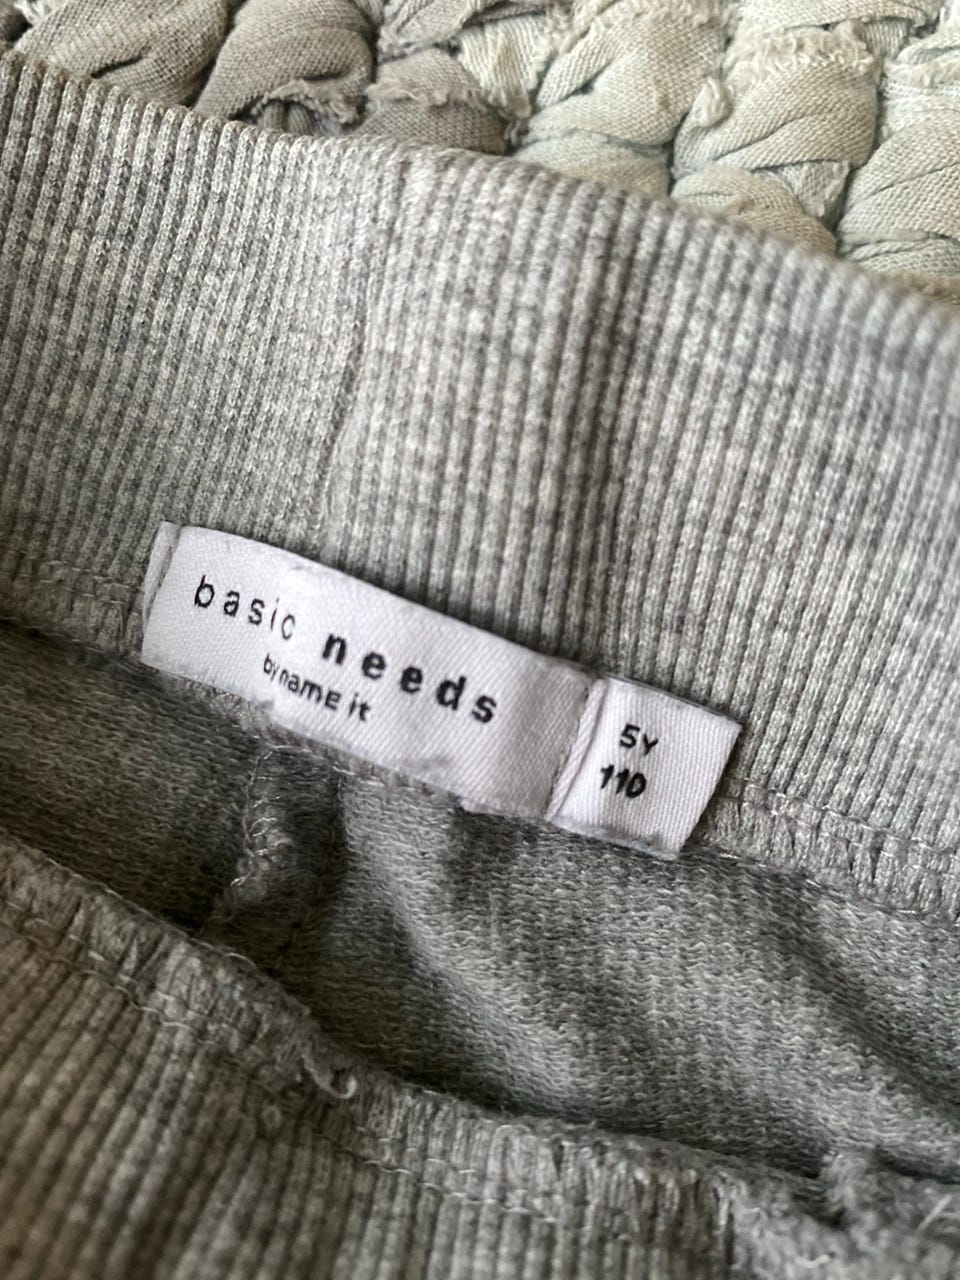 basic needs
by namE it
5Y
110